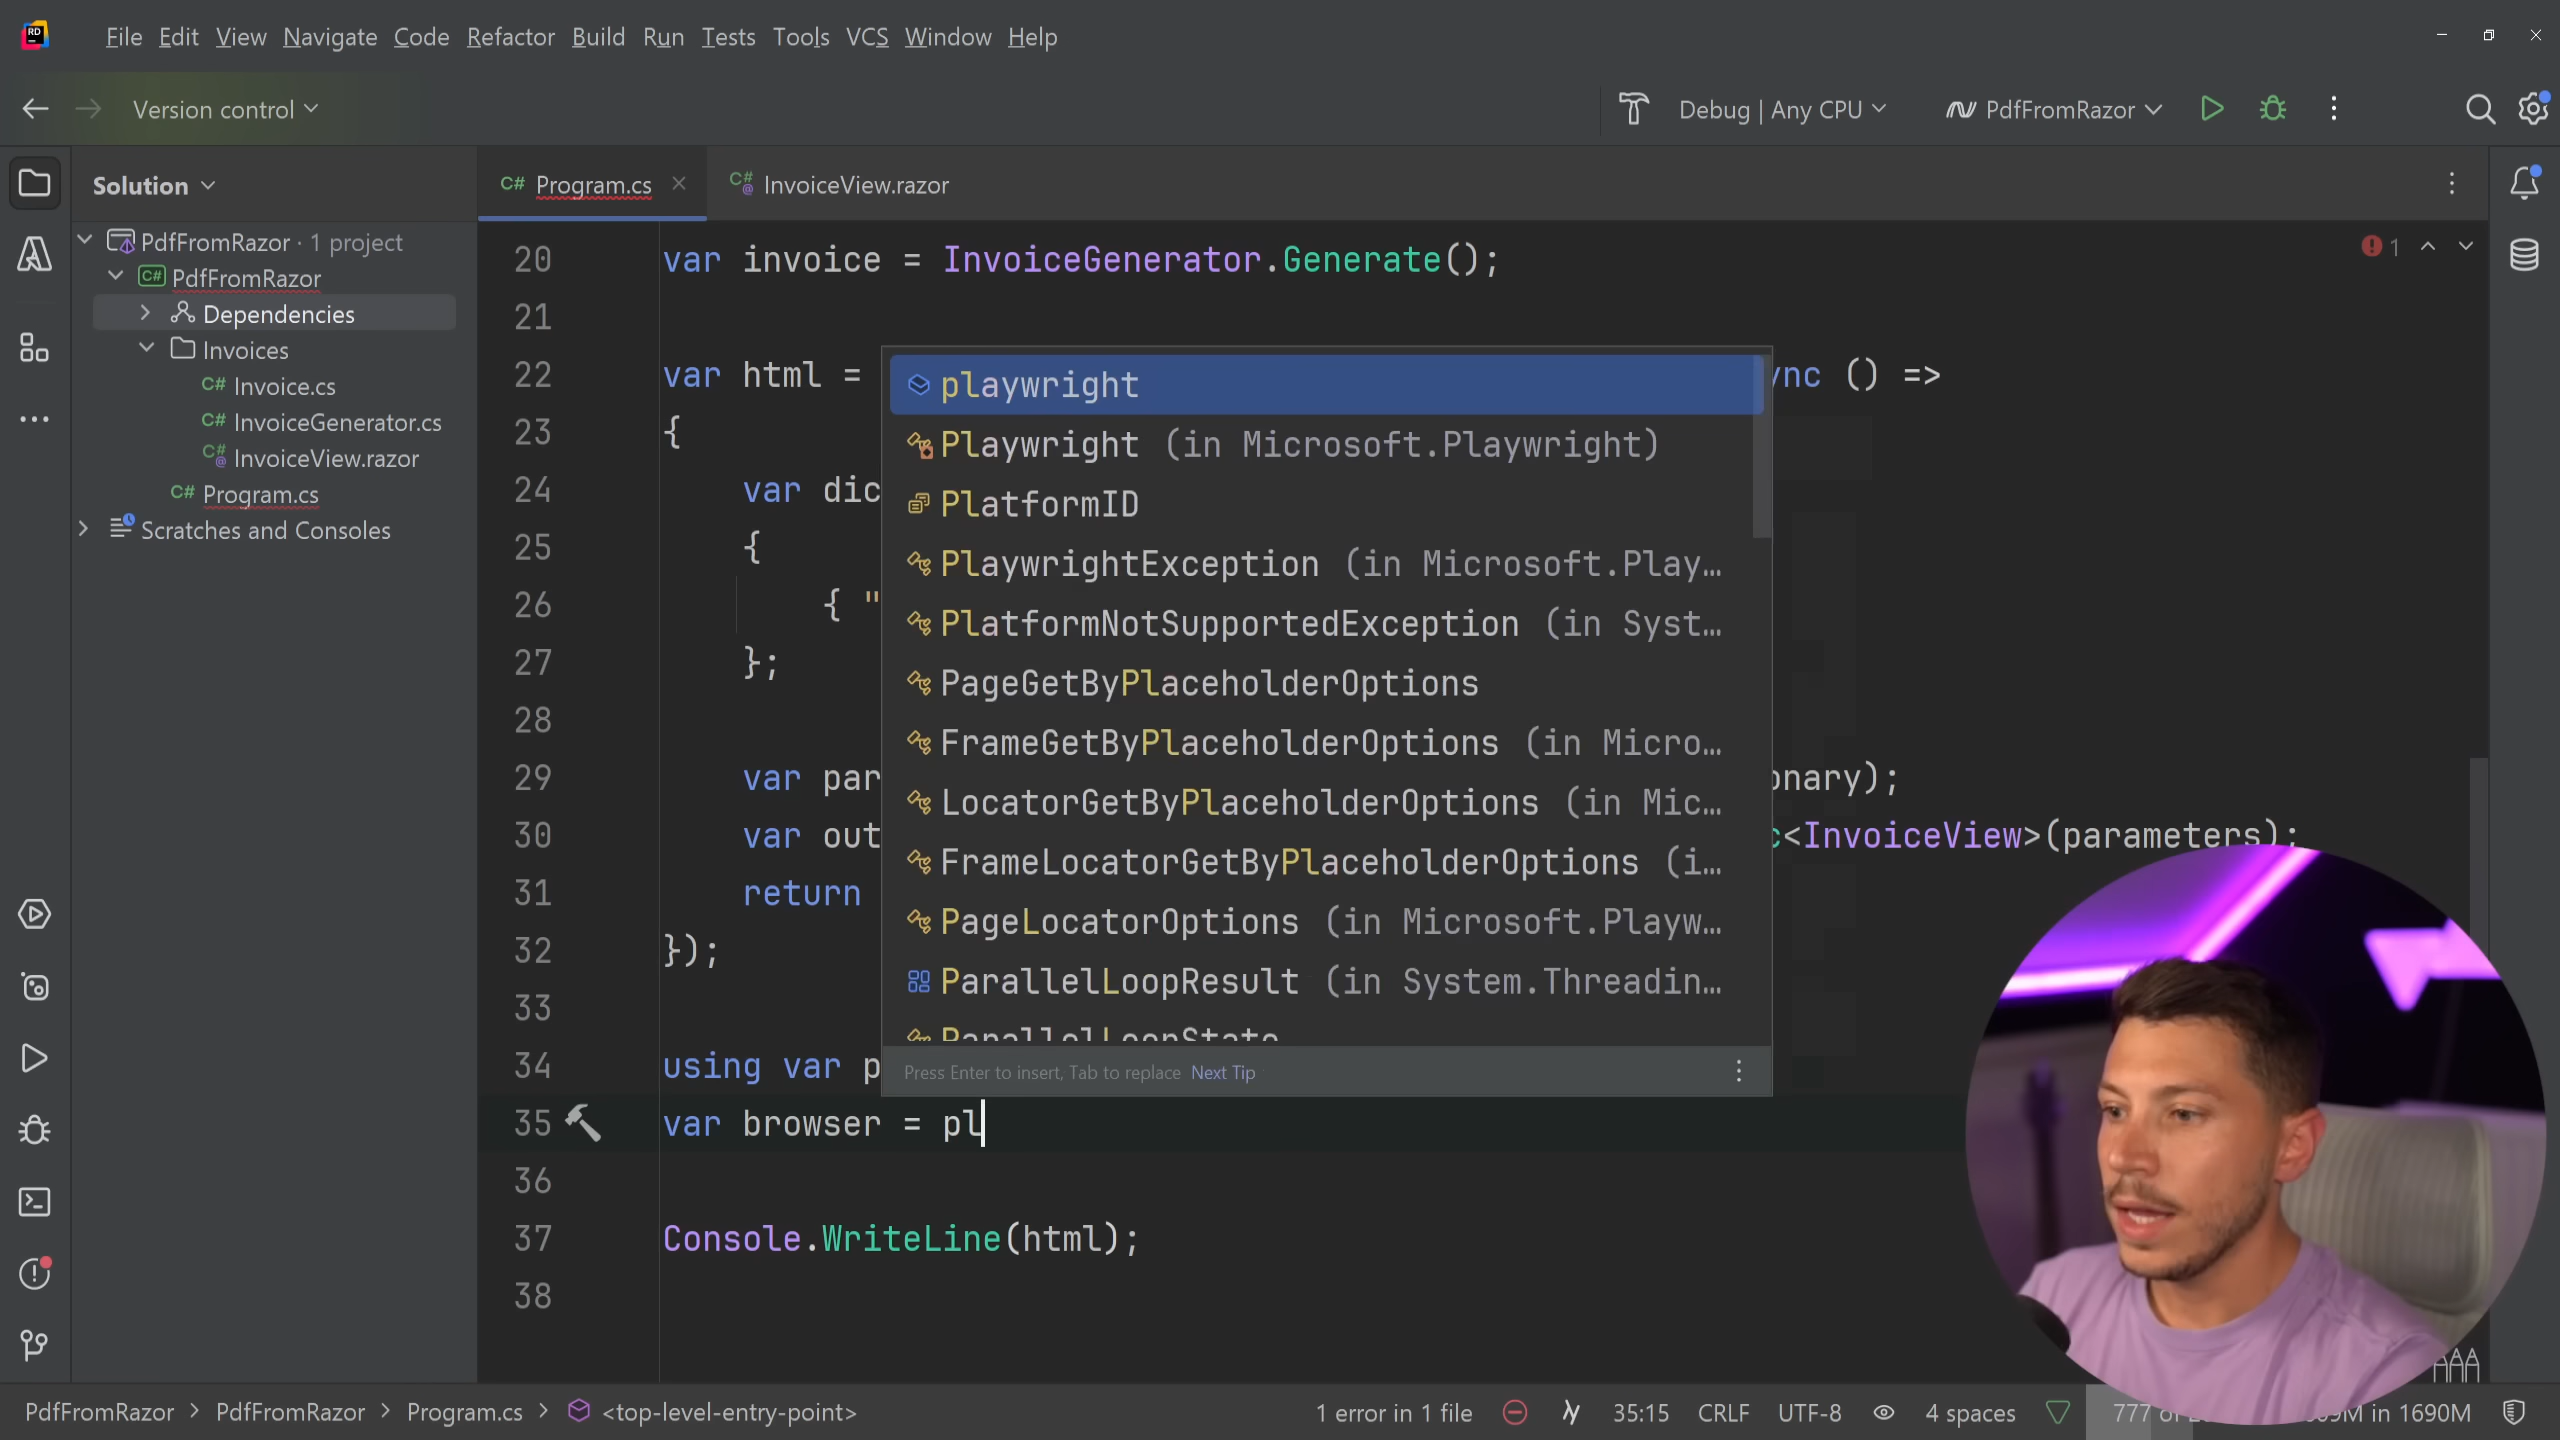 RD
File Edit View Navigate Code Refactor Build Run Tests Tools VCS Window Help
Version control
Debug | Any CPU
PdfFromRazor
Solution
C# Program.cs
C# InvoiceView.razor
PdfFromRazor · 1 project
C# PdfFromRazor
Dependencies
Invoices
C# Invoice.cs
C# InvoiceGenerator.cs
C# InvoiceView.razor
C# Program.cs
Scratches and Consoles
1
20 var invoice = InvoiceGenerator.Generate();
21
22 var html = ync () =>
23 {
24 var dic
25 {
26 { "
27 };
28
29 var par onary);
30 var out c<InvoiceView>(parameters);
31 return
32 });
33
34 using var p
35 var browser = pl
36
37 Console.WriteLine(html);
38
playwright
Playwright (in Microsoft.Playwright)
PlatformID
PlaywrightException (in Microsoft.Play…
PlatformNotSupportedException (in Syst…
PageGetByPlaceholderOptions
FrameGetByPlaceholderOptions (in Micro…
LocatorGetByPlaceholderOptions (in Mic…
FrameLocatorGetByPlaceholderOptions (i…
PageLocatorOptions (in Microsoft.Playw…
ParallelLoopResult (in System.Threadin…
ParallelLoopState
Press Enter to insert, Tab to replace Next Tip
PdfFromRazor > PdfFromRazor > Program.cs > <top-level-entry-point>
1 error in 1 file
35:15 CRLF UTF-8 4 spaces
777 of M in 1690M